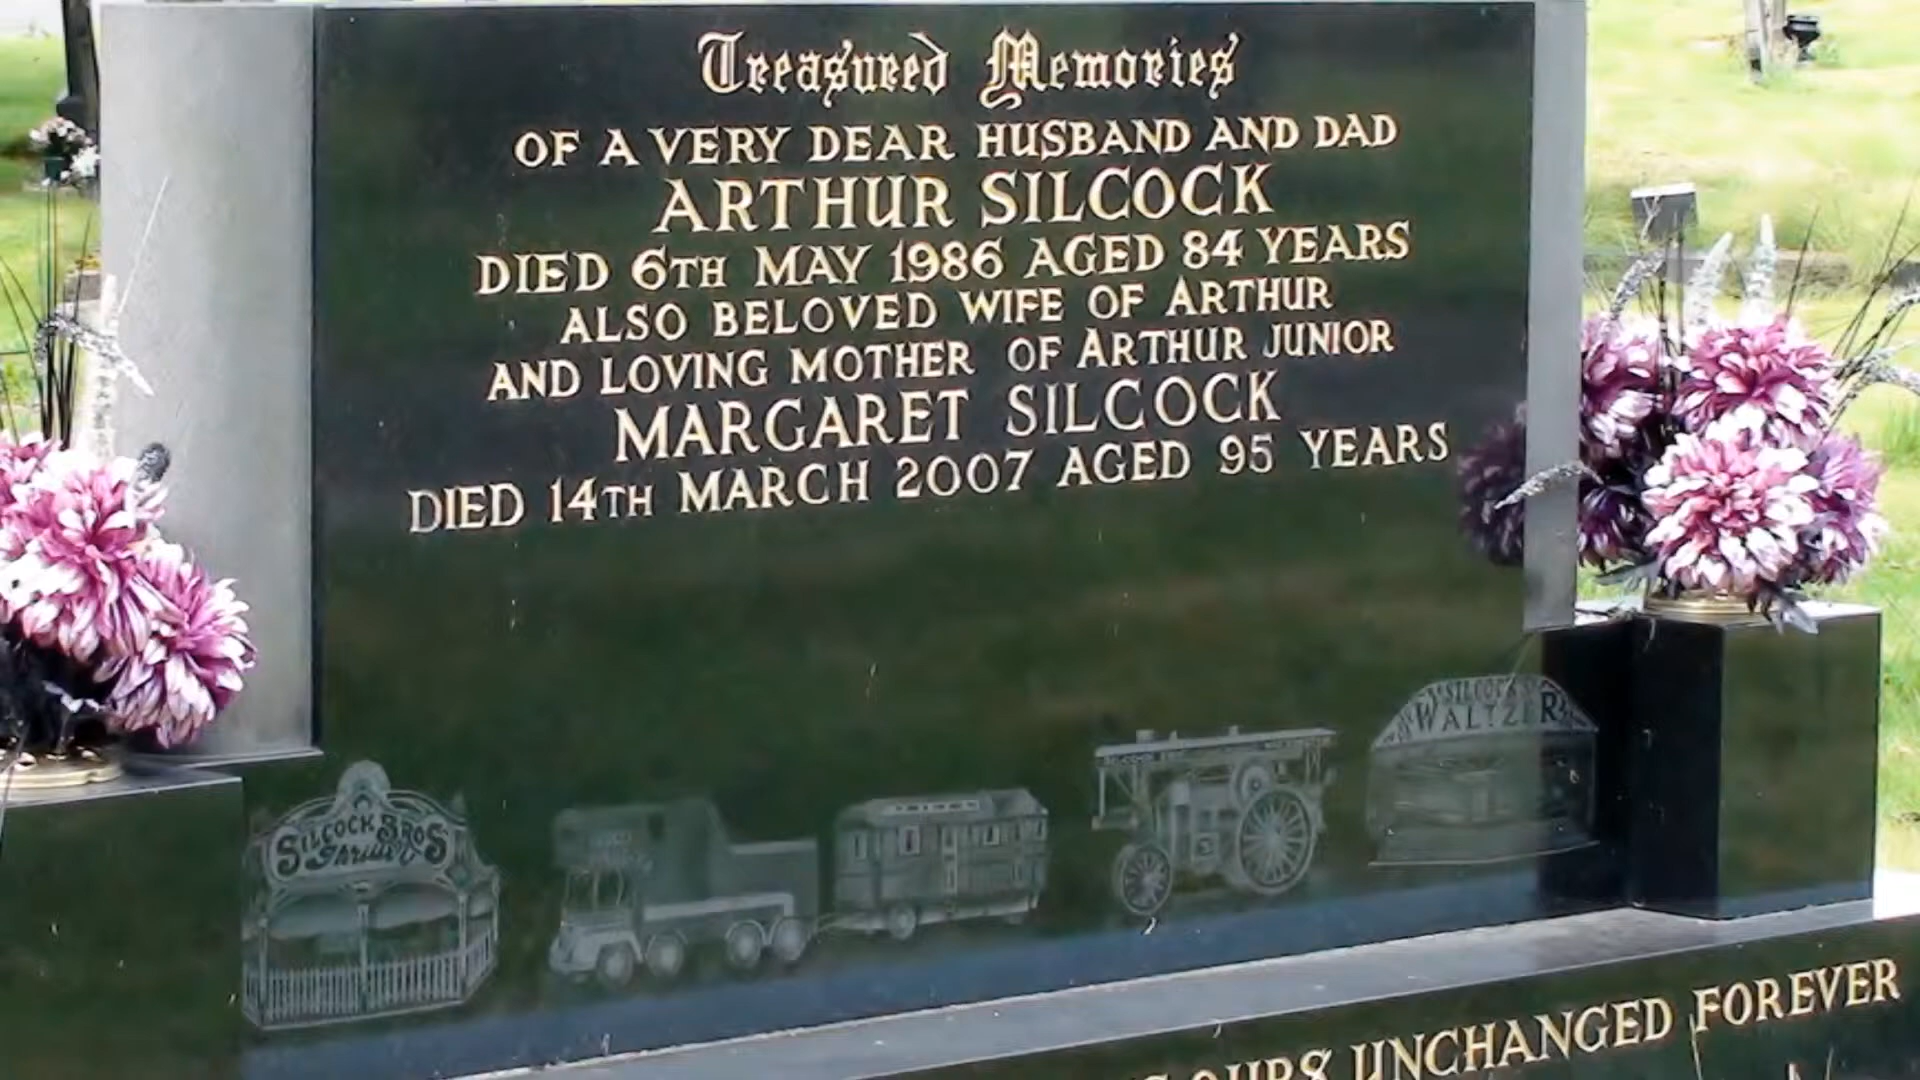 Treasured Memories
OF A VERY DEAR HUSBAND AND DAD
ARTHUR SILCOCK
DIED 6TH MAY 1986 AGED 84 YEARS
ALSO BELOVED WIFE OF ARTHUR
AND LOVING MOTHER OF ARTHUR JUNIOR
MARGARET SILCOCK
DIED 14TH MARCH 2007 AGED 95 YEARS
SILCOCK BROS
SILCOCK'S
WALTZER
OURS UNCHANGED FOREVER